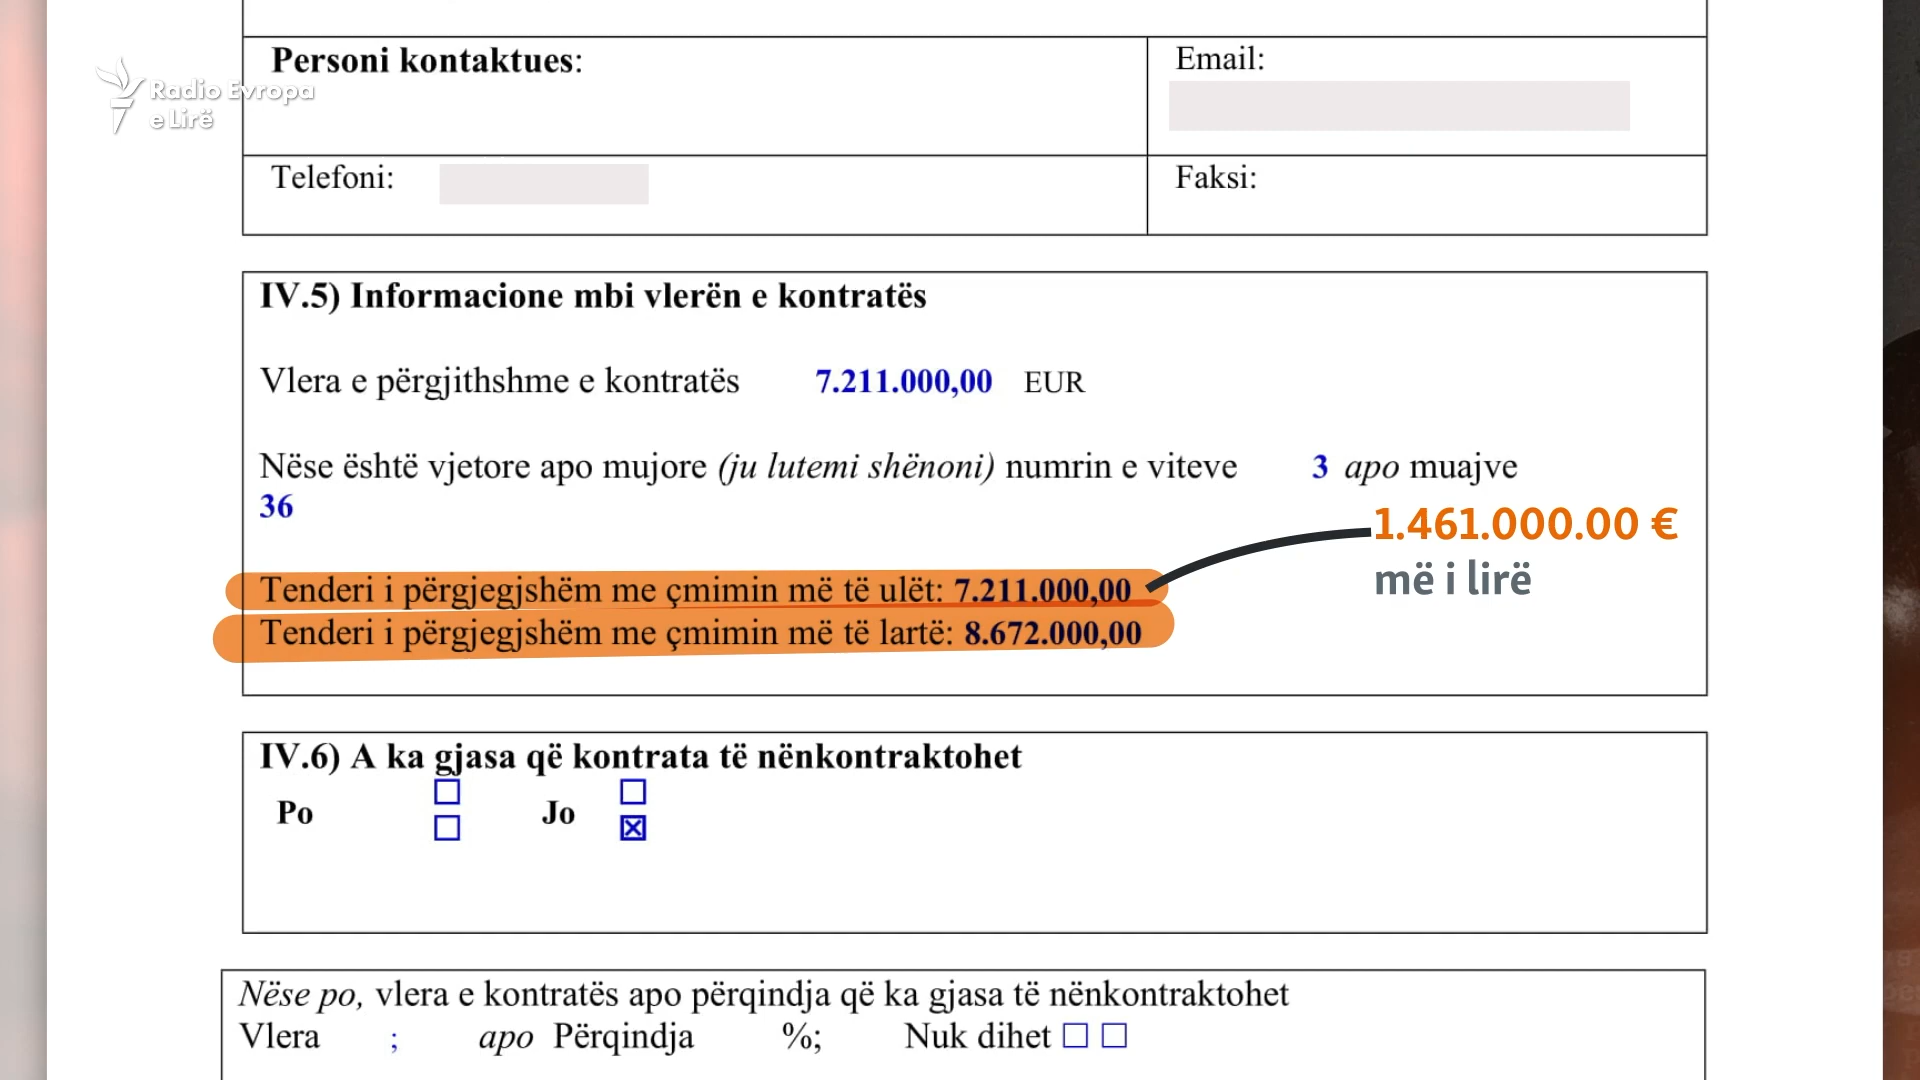 Radio Evropa
e Lirë
Personi kontaktues:
Email:
Telefoni:
Faksi:
IV.5) Informacione mbi vlerën e kontratës
Vlera e përgjithshme e kontratës 7.211.000,00 EUR
Nëse është vjetore apo mujore (ju lutemi shënoni) numrin e viteve 3 apo muajve
36
1.461.000.00 €
më i lirë
Tenderi i përgjegjshëm me çmimin më të ulët: 7.211.000,00
Tenderi i përgjegjshëm me çmimin më të lartë: 8.672.000,00
IV.6) A ka gjasa që kontrata të nënkontraktohet
Po ☐ Jo ☐
☐ ☒
Nëse po, vlera e kontratës apo përqindja që ka gjasa të nënkontraktohet
Vlera ; apo Përqindja %; Nuk dihet ☐ ☐